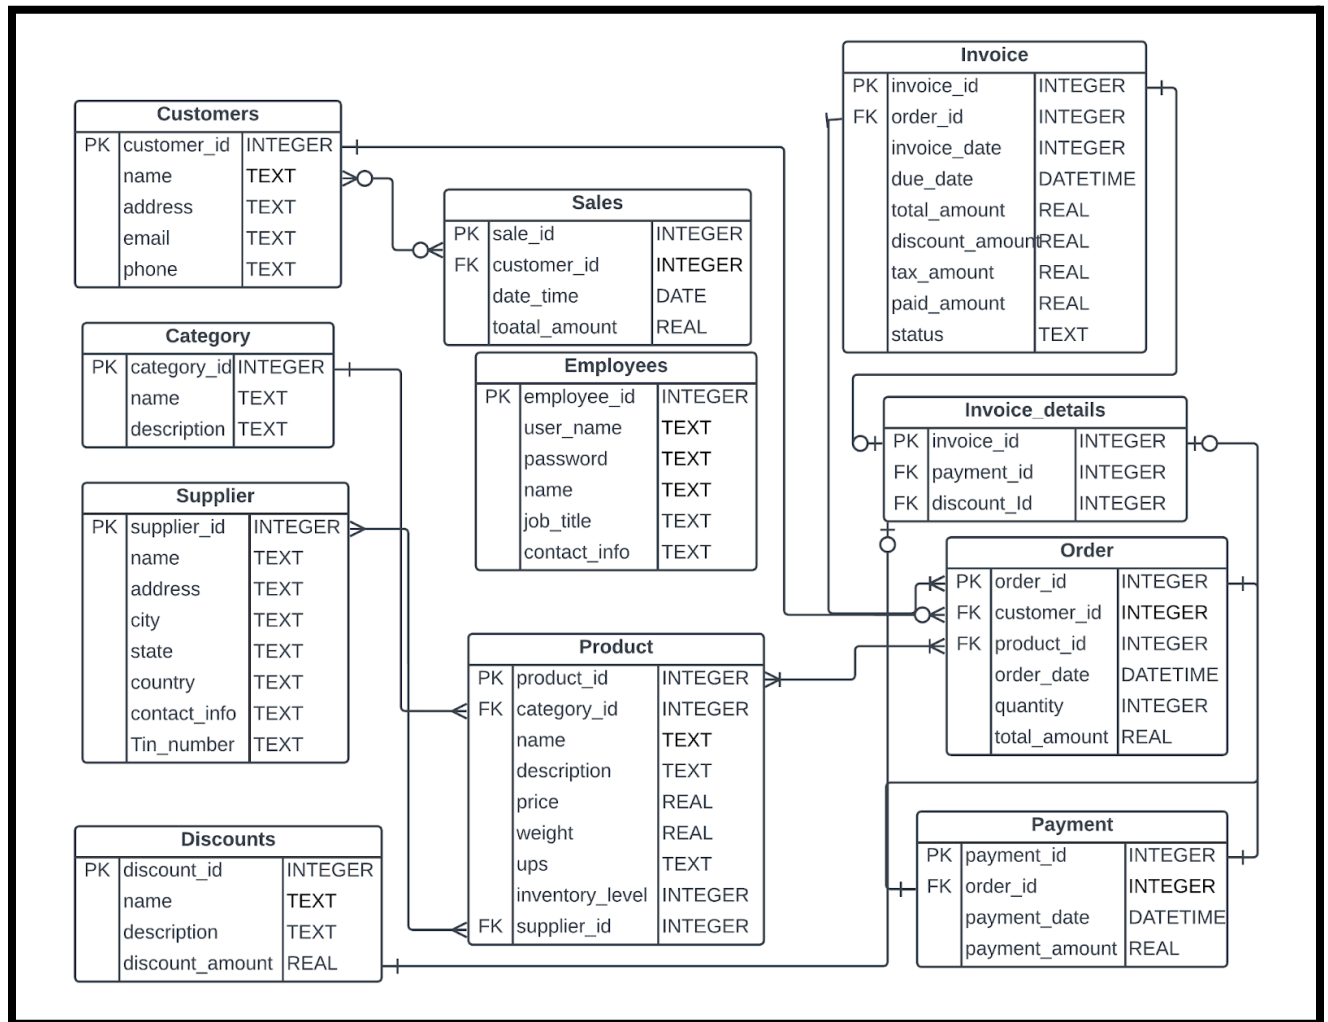 Customers
PK customer_id INTEGER
name TEXT
address TEXT
email TEXT
phone TEXT
Category
PK category_id INTEGER
name TEXT
description TEXT
Supplier
PK supplier_id INTEGER
name TEXT
address TEXT
city TEXT
state TEXT
country TEXT
contact_info TEXT
Tin_number TEXT
Discounts
PK discount_id INTEGER
name TEXT
description TEXT
discount_amount REAL
Sales
PK sale_id INTEGER
FK customer_id INTEGER
date_time DATE
toatal_amount REAL
Employees
PK employee_id INTEGER
user_name TEXT
password TEXT
name TEXT
job_title TEXT
contact_info TEXT
Product
PK product_id INTEGER
FK category_id INTEGER
name TEXT
description TEXT
price REAL
weight REAL
ups TEXT
inventory_level INTEGER
FK supplier_id INTEGER
Invoice
PK invoice_id INTEGER
FK order_id INTEGER
invoice_date INTEGER
due_date DATETIME
total_amount REAL
discount_amount REAL
tax_amount REAL
paid_amount REAL
status TEXT
Invoice_details
PK invoice_id INTEGER
FK payment_id INTEGER
FK discount_Id INTEGER
Order
PK order_id INTEGER
FK customer_id INTEGER
FK product_id INTEGER
order_date DATETIME
quantity INTEGER
total_amount REAL
Payment
PK payment_id INTEGER
FK order_id INTEGER
payment_date DATETIME
payment_amount REAL